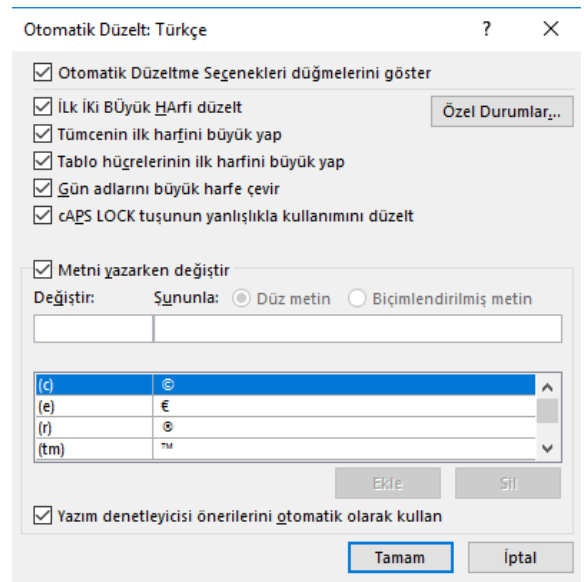 Otomatik Düzelt: Türkçe
Otomatik Düzeltme Seçenekleri düğmelerini göster
İLk İKi BÜyük HArfi düzelt
Özel Durumlar...
Tümcenin ilk harfini büyük yap
Tablo hücrelerinin ilk harfini büyük yap
Gün adlarını büyük harfe çevir
cAPS LOCK tuşunun yanlışlıkla kullanımını düzelt
Metni yazarken değiştir
Değiştir: Şununla: Düz metin Biçimlendirilmiş metin
(c) ©
(e) €
(r) ®
(tm) ™
Ekle Sil
Yazım denetleyicisi önerilerini otomatik olarak kullan
Tamam İptal